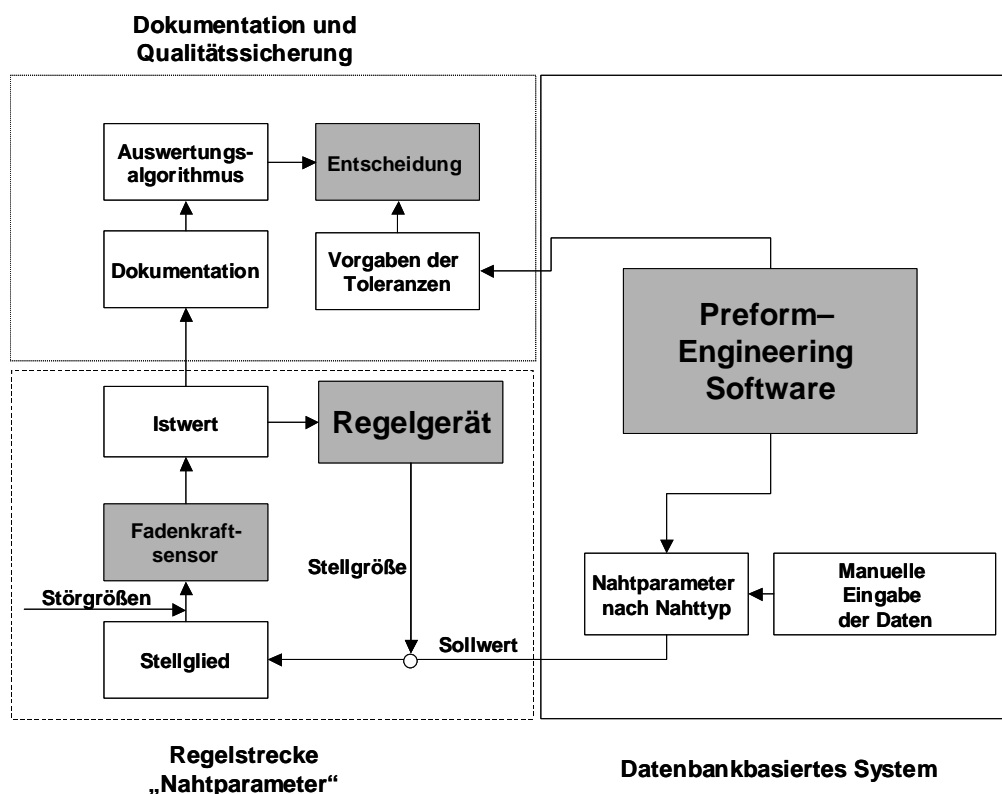 Dokumentation und
Qualitätssicherung
Auswertungs-
algorithmus
Entscheidung
Dokumentation
Vorgaben der
Toleranzen
Preform–
Engineering
Software
Istwert
Regelgerät
Fadenkraft-
sensor
Stellgröße
Störgrößen
Stellglied
Sollwert
Nahtparameter
nach Nahttyp
Manuelle
Eingabe
der Daten
Regelstrecke
„Nahtparameter“
Datenbankbasiertes System